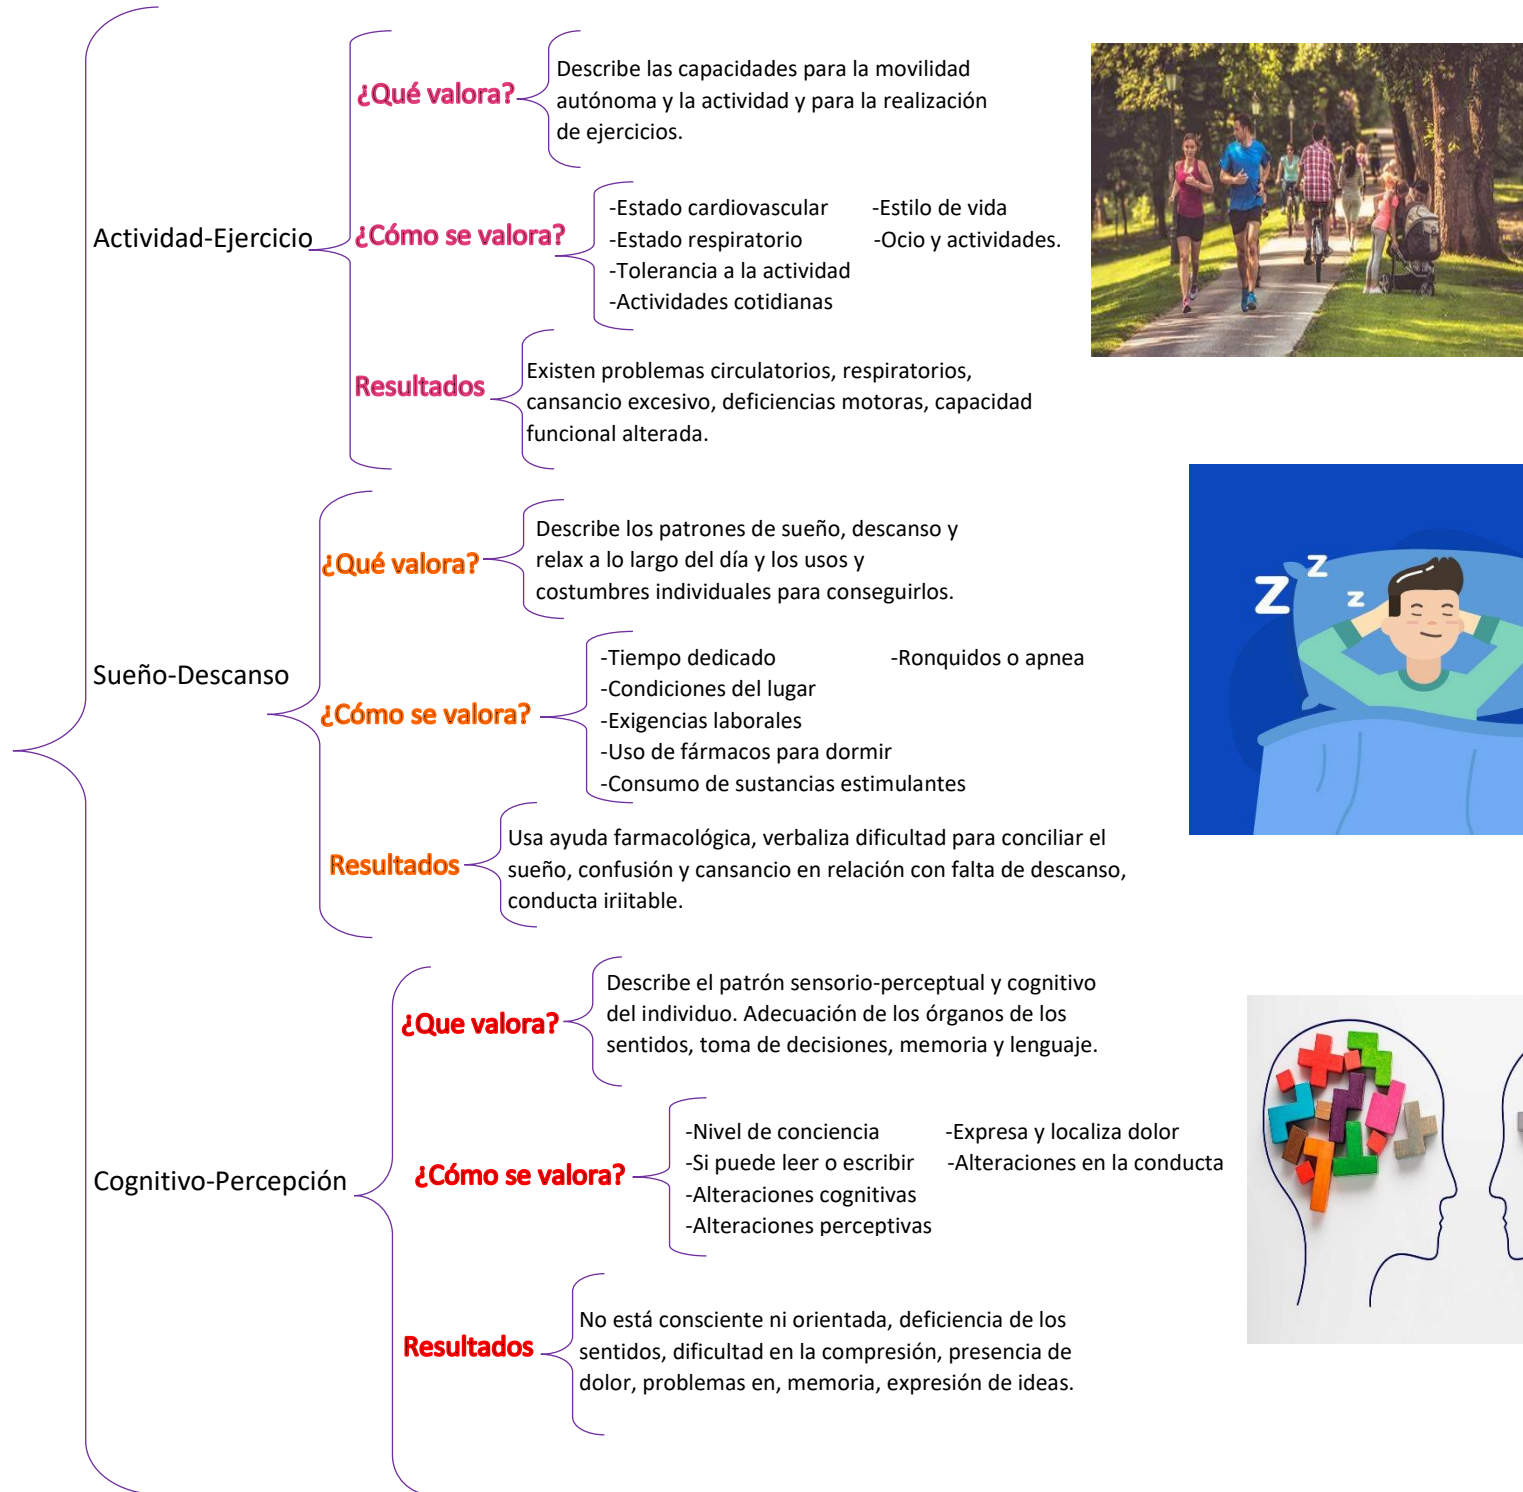 Actividad-Ejercicio
¿Qué valora?
Describe las capacidades para la movilidad
autónoma y la actividad y para la realización
de ejercicios.
¿Cómo se valora?
-Estado cardiovascular -Estilo de vida
-Estado respiratorio -Ocio y actividades.
-Tolerancia a la actividad
-Actividades cotidianas
Resultados
Existen problemas circulatorios, respiratorios,
cansancio excesivo, deficiencias motoras, capacidad
funcional alterada.
Sueño-Descanso
¿Qué valora?
Describe los patrones de sueño, descanso y
relax a lo largo del día y los usos y
costumbres individuales para conseguirlos.
¿Cómo se valora?
-Tiempo dedicado -Ronquidos o apnea
-Condiciones del lugar
-Exigencias laborales
-Uso de fármacos para dormir
-Consumo de sustancias estimulantes
Resultados
Usa ayuda farmacológica, verbaliza dificultad para conciliar el
sueño, confusión y cansancio en relación con falta de descanso,
conducta iriitable.
z z z
Cognitivo-Percepción
¿Que valora?
Describe el patrón sensorio-perceptual y cognitivo
del individuo. Adecuación de los órganos de los
sentidos, toma de decisiones, memoria y lenguaje.
¿Cómo se valora?
-Nivel de conciencia -Expresa y localiza dolor
-Si puede leer o escribir -Alteraciones en la conducta
-Alteraciones cognitivas
-Alteraciones perceptivas
Resultados
No está consciente ni orientada, deficiencia de los
sentidos, dificultad en la compresión, presencia de
dolor, problemas en, memoria, expresión de ideas.